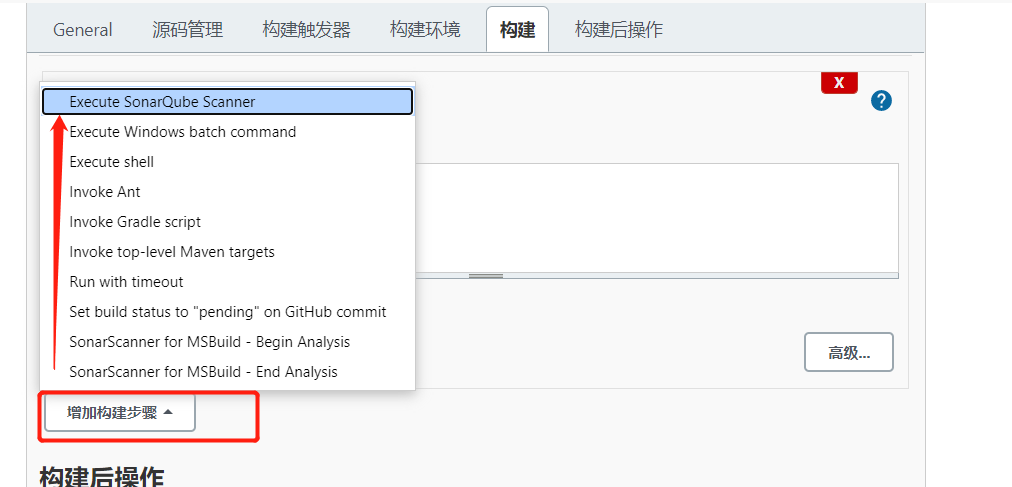 General 源码管理 构建触发器 构建环境 构建 构建后操作
X
?
Execute SonarQube Scanner
Execute Windows batch command
Execute shell
Invoke Ant
Invoke Gradle script
Invoke top-level Maven targets
Run with timeout
Set build status to "pending" on GitHub commit
SonarScanner for MSBuild - Begin Analysis
高级...
SonarScanner for MSBuild - End Analysis
增加构建步骤
构建后操作